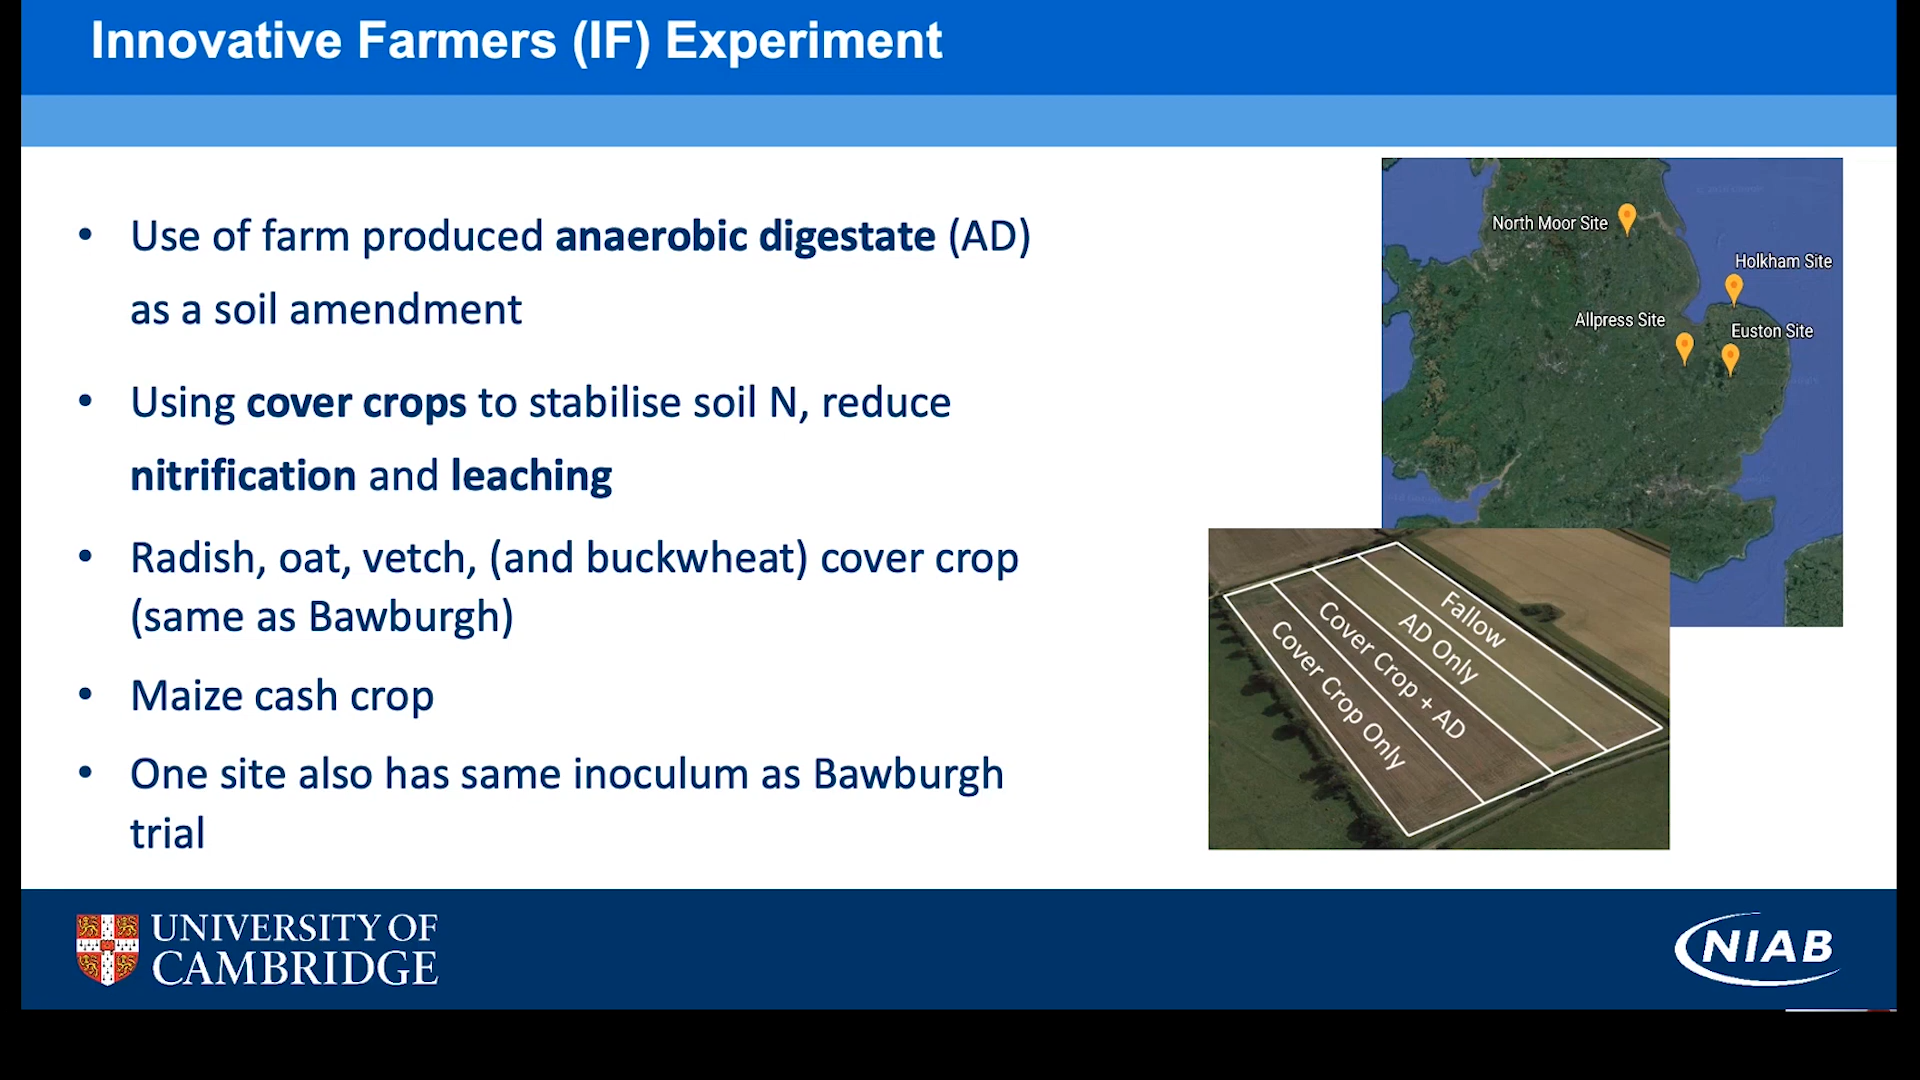 Innovative Farmers (IF) Experiment
• Use of farm produced anaerobic digestate (AD)
as a soil amendment
• Using cover crops to stabilise soil N, reduce
nitrification and leaching
• Radish, oat, vetch, (and buckwheat) cover crop
(same as Bawburgh)
• Maize cash crop
• One site also has same inoculum as Bawburgh
trial
North Moor Site
Holkham Site
Allpress Site
Euston Site
Fallow
AD Only
Cover Crop + AD
Cover Crop Only
UNIVERSITY OF
CAMBRIDGE
NIAB